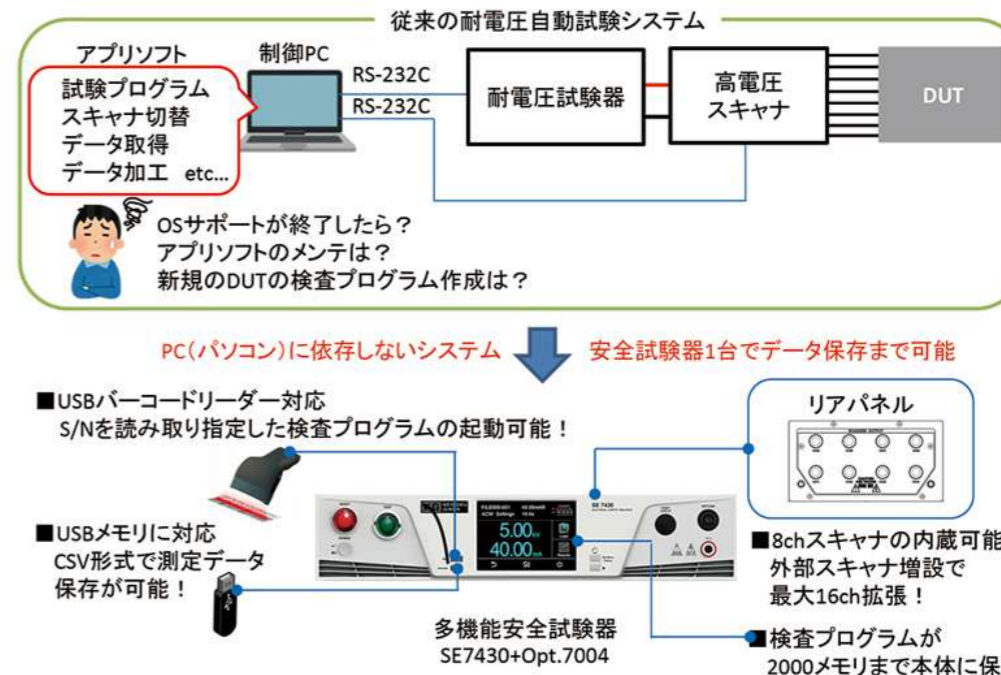 従来の耐電圧自動試験システム
アプリソフト
制御PC
試験プログラム
スキャナ切替
データ取得
データ加工 etc...
RS-232C
RS-232C
耐電圧試験器
高電圧
スキャナ
DUT
OSサポートが終了したら？
アプリソフトのメンテは？
新規のDUTの検査プログラム作成は？
PC(パソコン)に依存しないシステム
安全試験器1台でデータ保存まで可能
■USBバーコードリーダー対応
S/Nを読み取り指定した検査プログラムの起動可能！
リアパネル
■USBメモリに対応
CSV形式で測定データ
保存が可能！
SE 7430
ACW Settings
5.00kV
40.00mA
■8chスキャナの内蔵可能
外部スキャナ増設で
最大16ch拡張！
多機能安全試験器
SE7430+Opt.7004
■検査プログラムが
2000メモリまで本体に保